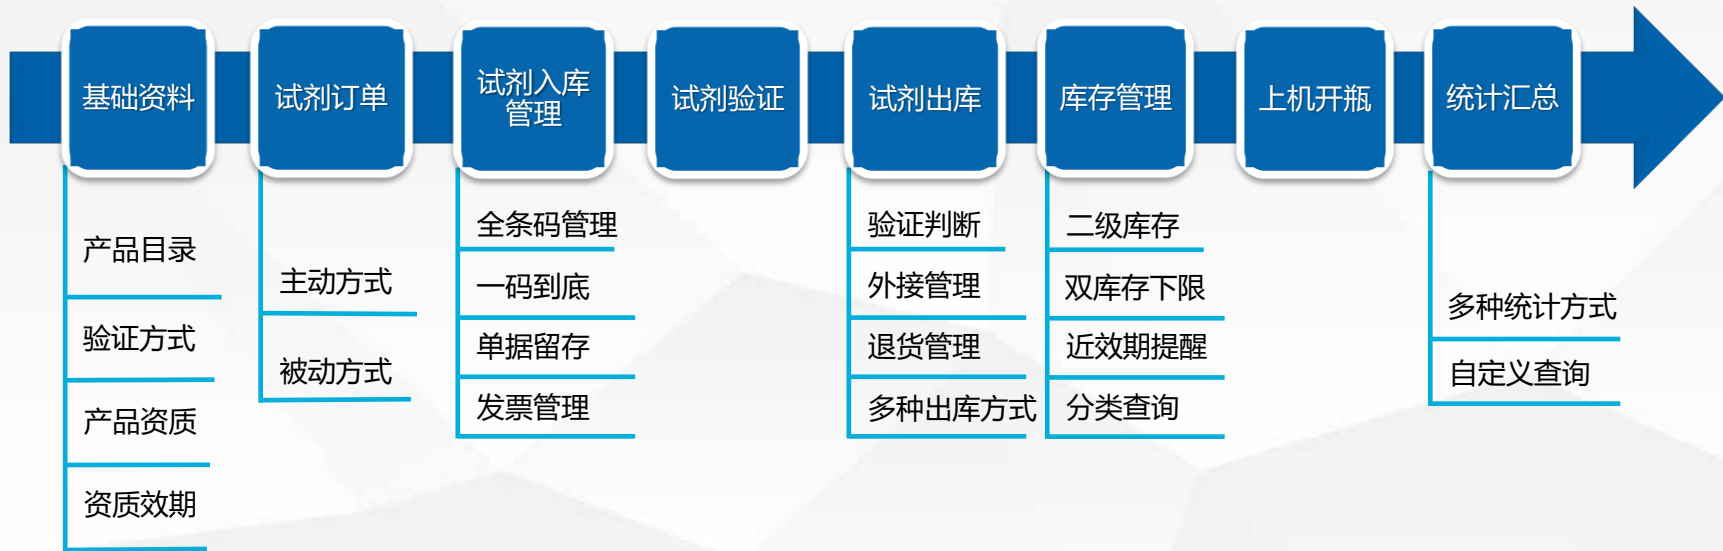 基础资料
试剂订单
试剂入库
管理
试剂验证
试剂出库
库存管理
上机开瓶
统计汇总
产品目录
验证方式
产品资质
资质效期
主动方式
被动方式
全条码管理
一码到底
单据留存
发票管理
验证判断
外接管理
退货管理
多种出库方式
二级库存
双库存下限
近效期提醒
分类查询
多种统计方式
自定义查询